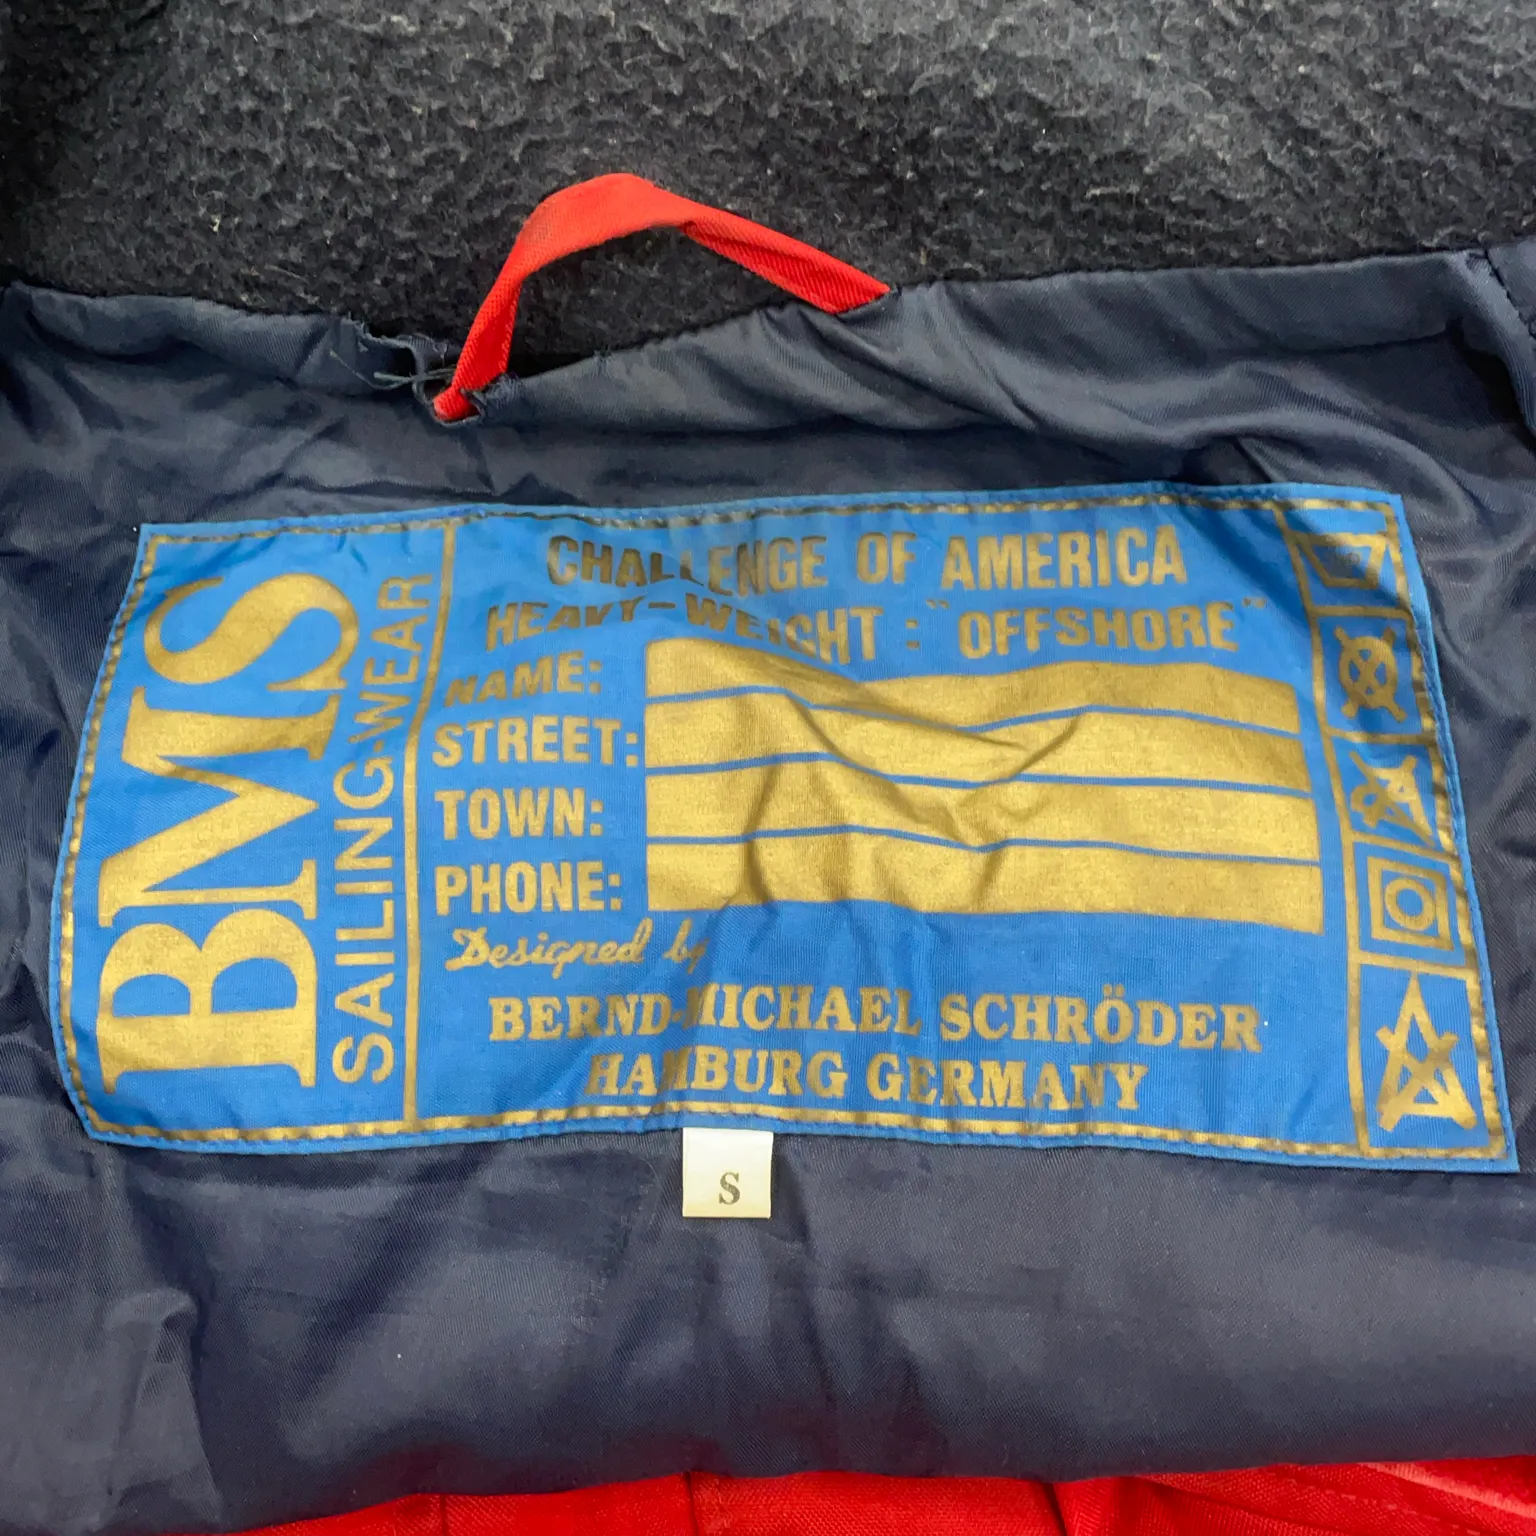 BMS
SAILING-WEAR
CHALLENGE OF AMERICA
HEAVY-WEIGHT : "OFFSHORE"
NAME:
STREET:
TOWN:
PHONE:
Designed by
BERND-MICHAEL SCHRÖDER
HAMBURG GERMANY
S